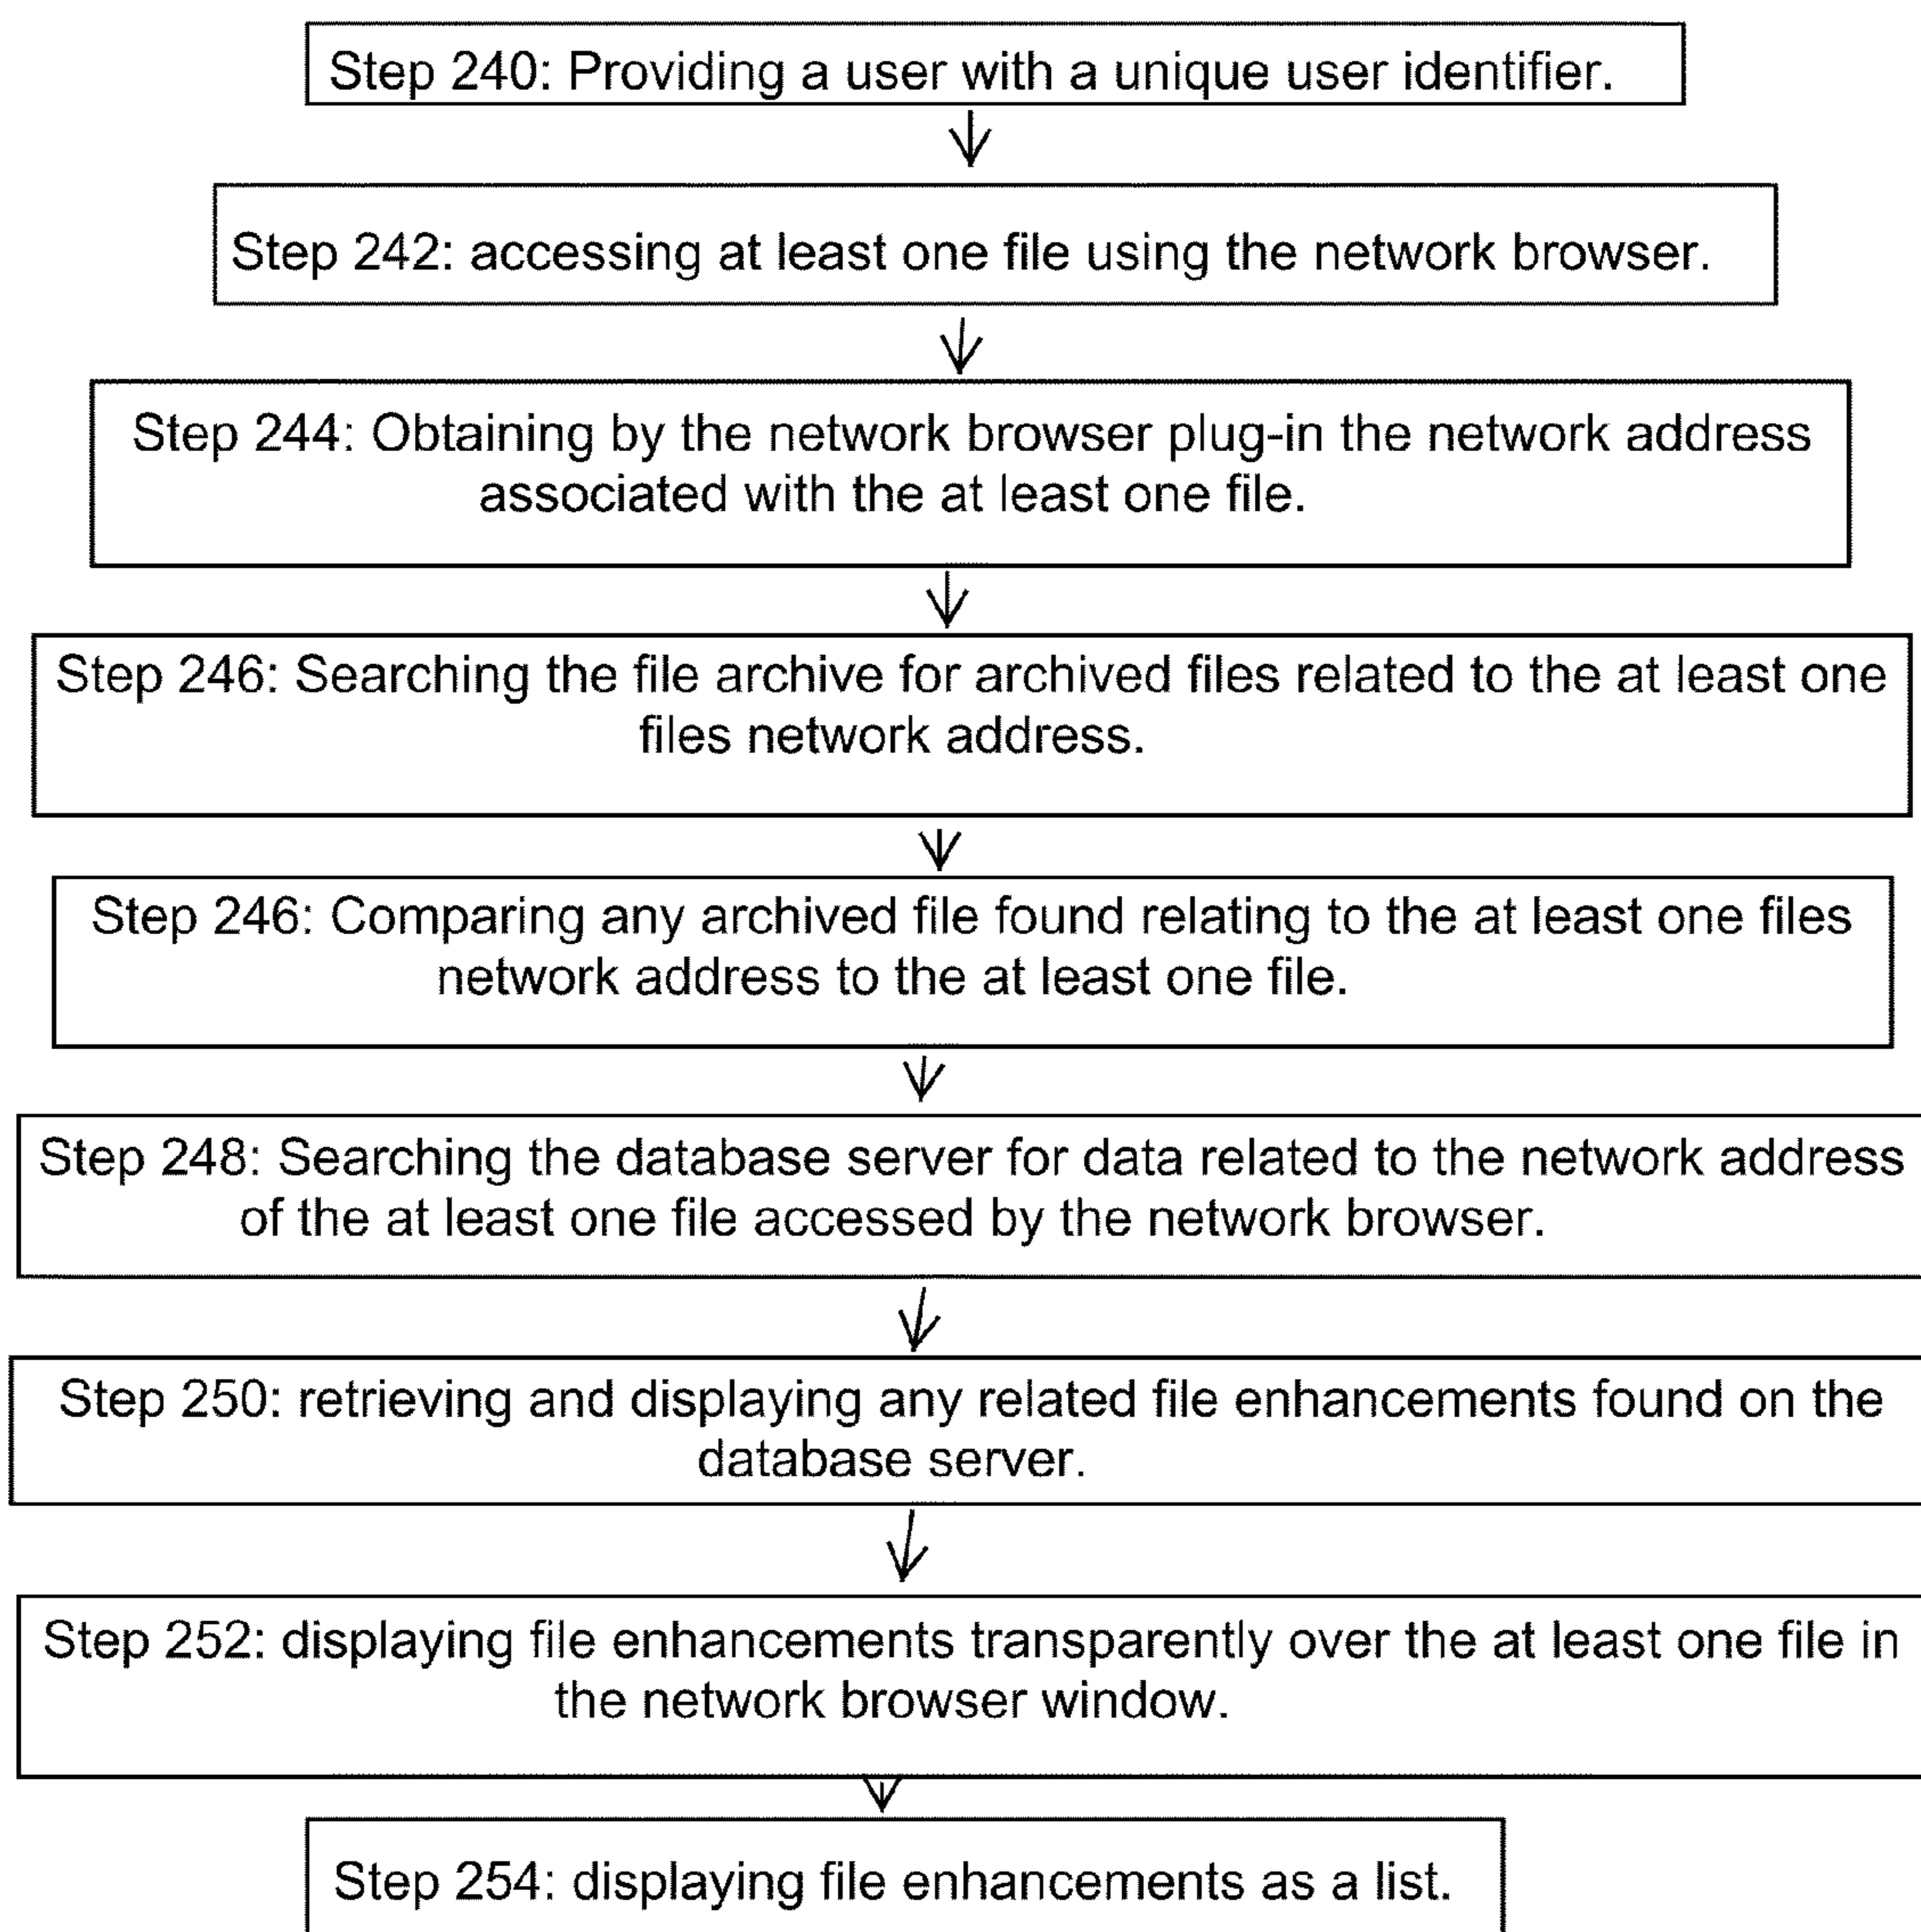 Step 240: Providing a user with a unique user identifier.
Step 242: accessing at least one file using the network browser.
Step 244: Obtaining by the network browser plug-in the network address
associated with the at least one file.
Step 246: Searching the file archive for archived files related to the at least one
files network address.
Step 246: Comparing any archived file found relating to the at least one files
network address to the at least one file.
Step 248: Searching the database server for data related to the network address
of the at least one file accessed by the network browser.
Step 250: retrieving and displaying any related file enhancements found on the
database server.
Step 252: displaying file enhancements transparently over the at least one file in
the network browser window.
Step 254: displaying file enhancements as a list.